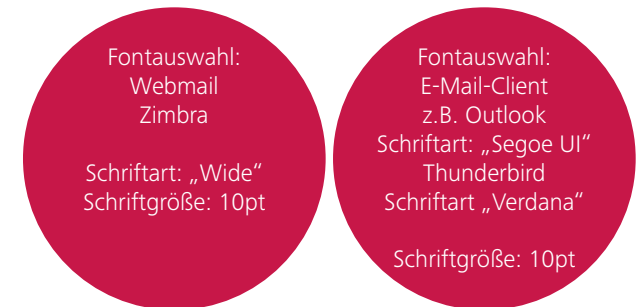 Fontauswahl:
Webmail
Zimbra
Schriftart: „Wide“
Schriftgröße: 10pt
Fontauswahl:
E-Mail-Client
z.B. Outlook
Schriftart: „Segoe UI“
Thunderbird
Schriftart „Verdana“
Schriftgröße: 10pt